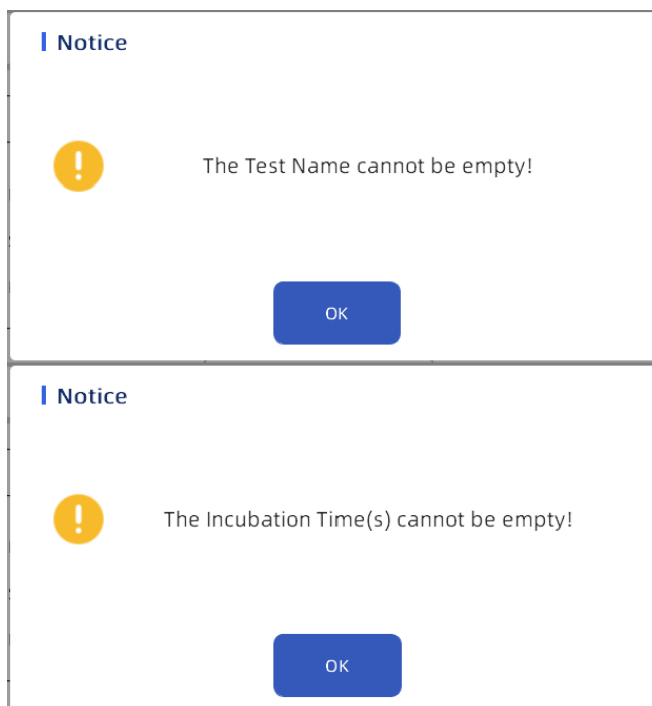 Notice
The Test Name cannot be empty!
OK
Notice
The Incubation Time(s) cannot be empty!
OK